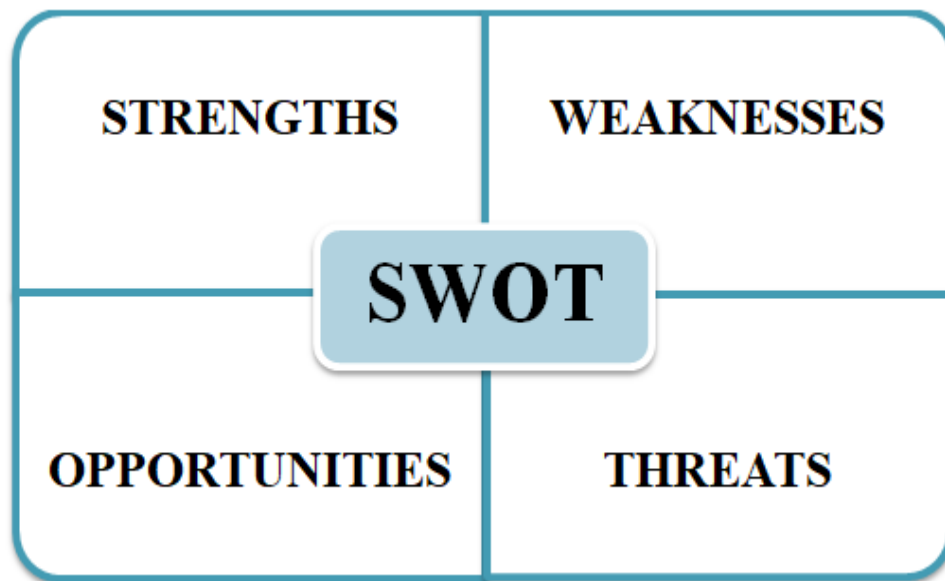 STRENGTHS
WEAKNESSES
SWOT
OPPORTUNITIES
THREATS